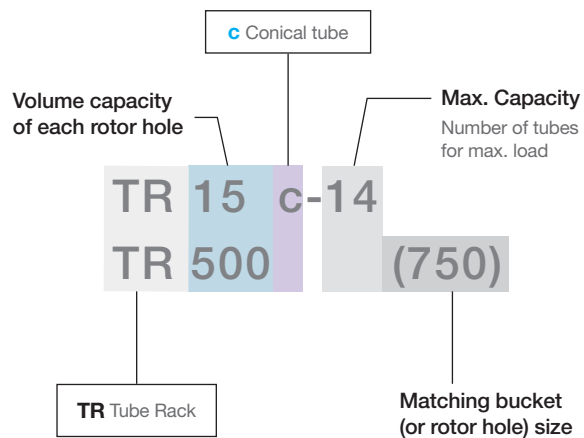 c Conical tube
Volume capacity
of each rotor hole
Max. Capacity
Number of tubes
for max. load
TR 15 c-14
TR 500 (750)
TR Tube Rack
Matching bucket
(or rotor hole) size